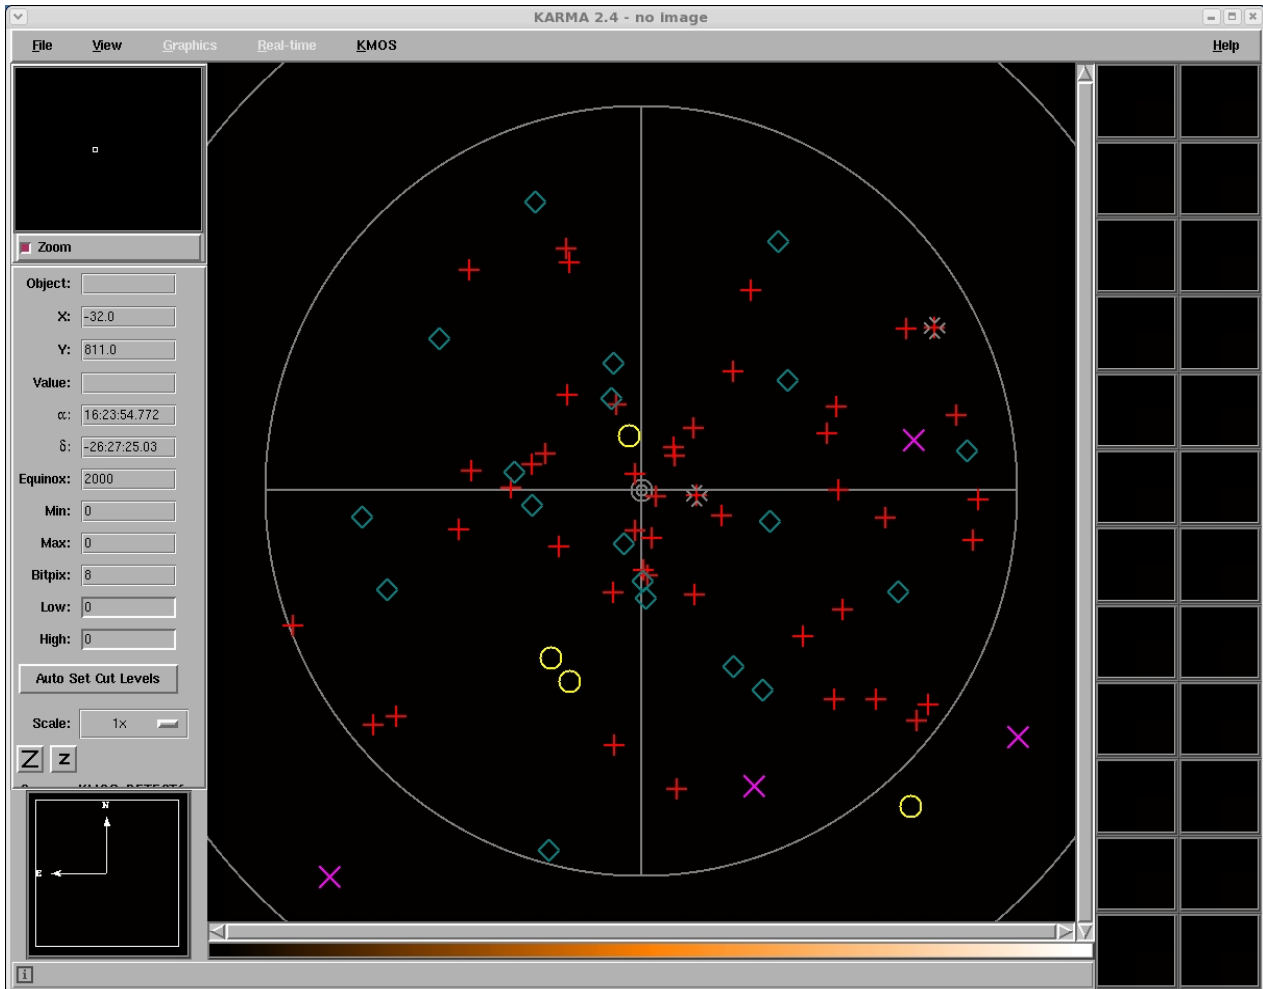 KARMA 2.4 - no image
File View Graphics Real-time KMOS Help
Zoom
Object:
X: -32.0
Y: 811.0
Value:
α: 16:23:54.772
δ: -26:27:25.03
Equinox: 2000
Min: 0
Max: 0
Bitpix: 8
Low: 0
High: 0
Auto Set Cut Levels
Scale: 1x
Z z
N
E
i